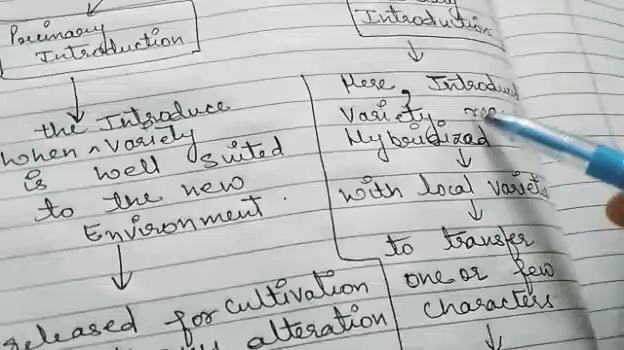 Primary
Introduction
the Introduce
when ^ Variety
is well suited
to the new
Environment.
released for cultivation
alteration
Introduction
Here, Introduce
Variety
Hybridized
with local Variety
to transfer
one or few
characters